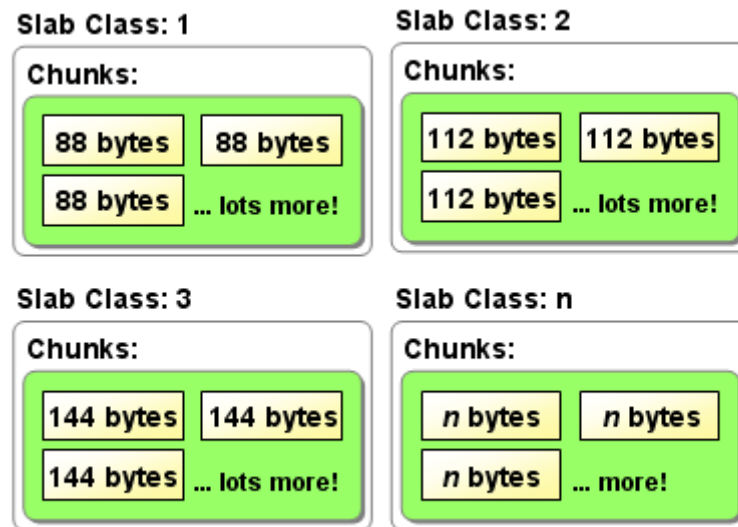 Slab Class: 1
Chunks:
88 bytes 88 bytes
88 bytes ... lots more!
Slab Class: 2
Chunks:
112 bytes 112 bytes
112 bytes ... lots more!
Slab Class: 3
Chunks:
144 bytes 144 bytes
144 bytes ... lots more!
Slab Class: n
Chunks:
n bytes n bytes
n bytes ... more!